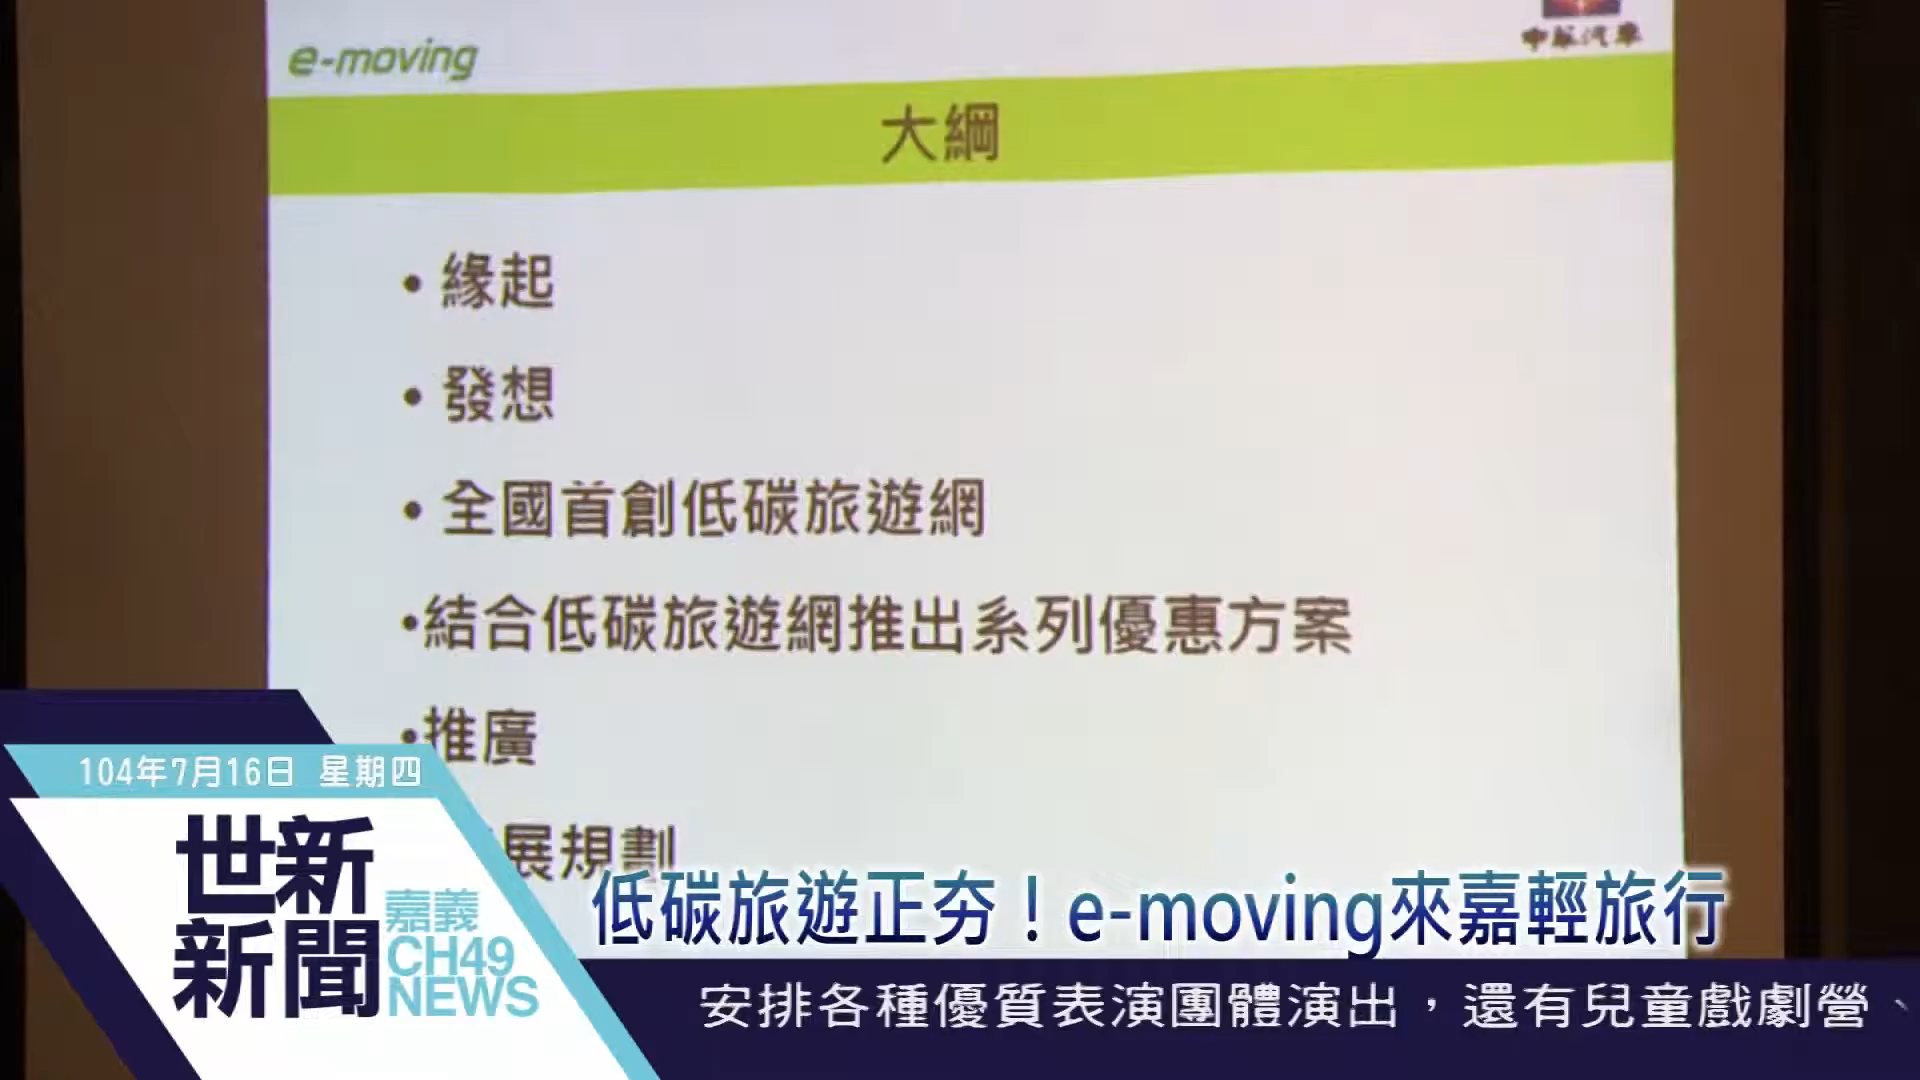 e-moving
中華汽車
大綱
• 緣起
• 發想
• 全國首創低碳旅遊網
•結合低碳旅遊網推出系列優惠方案
•推廣
展規劃
104年7月16日 星期四
世新
新聞
嘉義
CH49
NEWS
低碳旅遊正夯！e-moving來嘉輕旅行
安排各種優質表演團體演出，還有兒童戲劇營、